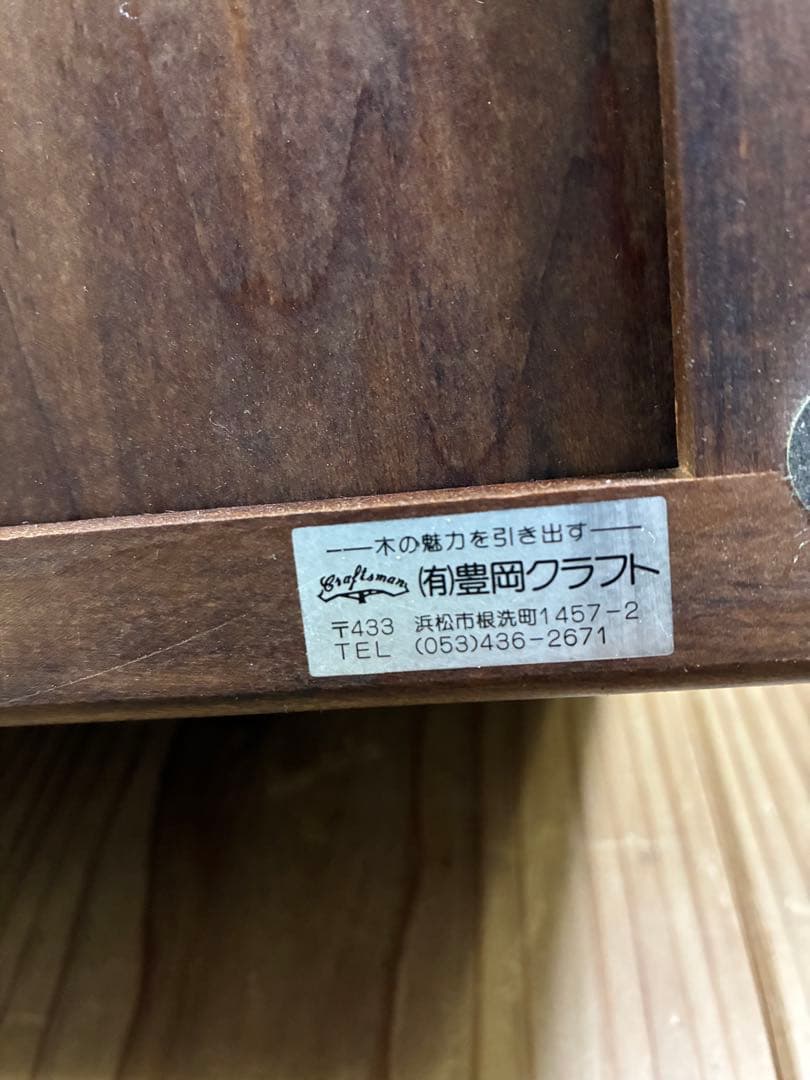 木の魅力を引き出す
Craftsman (有)豊岡クラフト
〒433 浜松市根洗町1457-2
TEL (053)436-2671